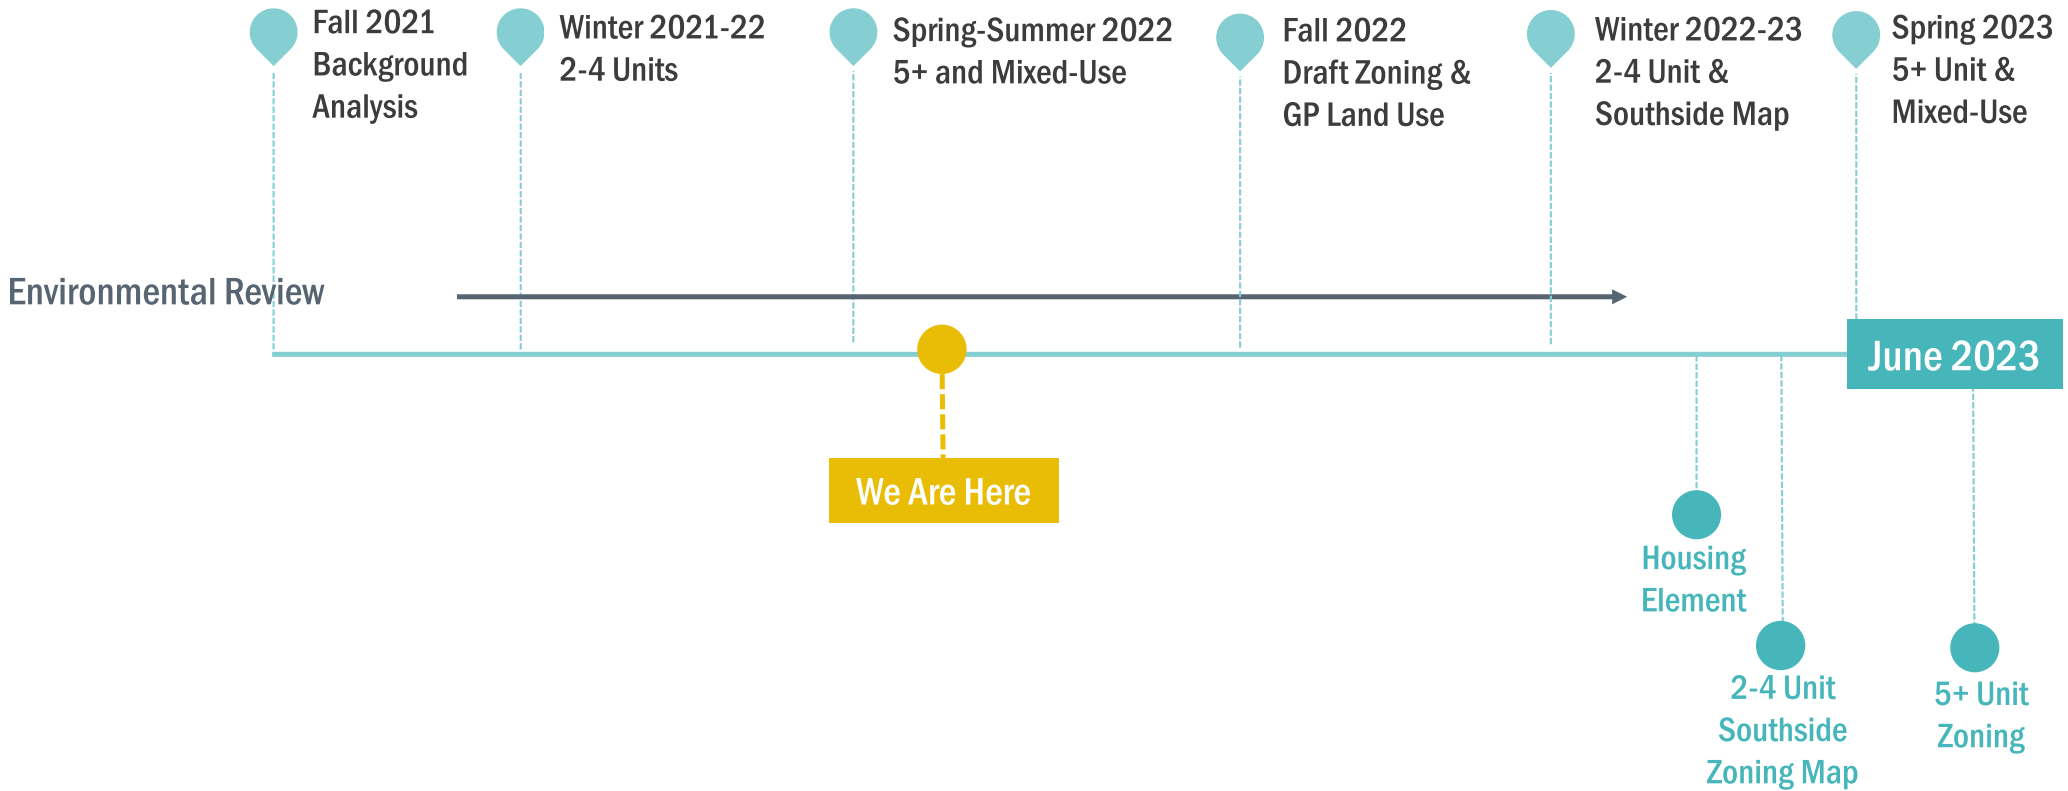 Fall 2021
Background
Analysis
Winter 2021-22
2-4 Units
Spring-Summer 2022
5+ and Mixed-Use
Fall 2022
Draft Zoning &
GP Land Use
Winter 2022-23
2-4 Unit &
Southside Map
Spring 2023
5+ Unit &
Mixed-Use
Environmental Review
June 2023
We Are Here
Housing
Element
2-4 Unit
Southside
Zoning Map
5+ Unit
Zoning